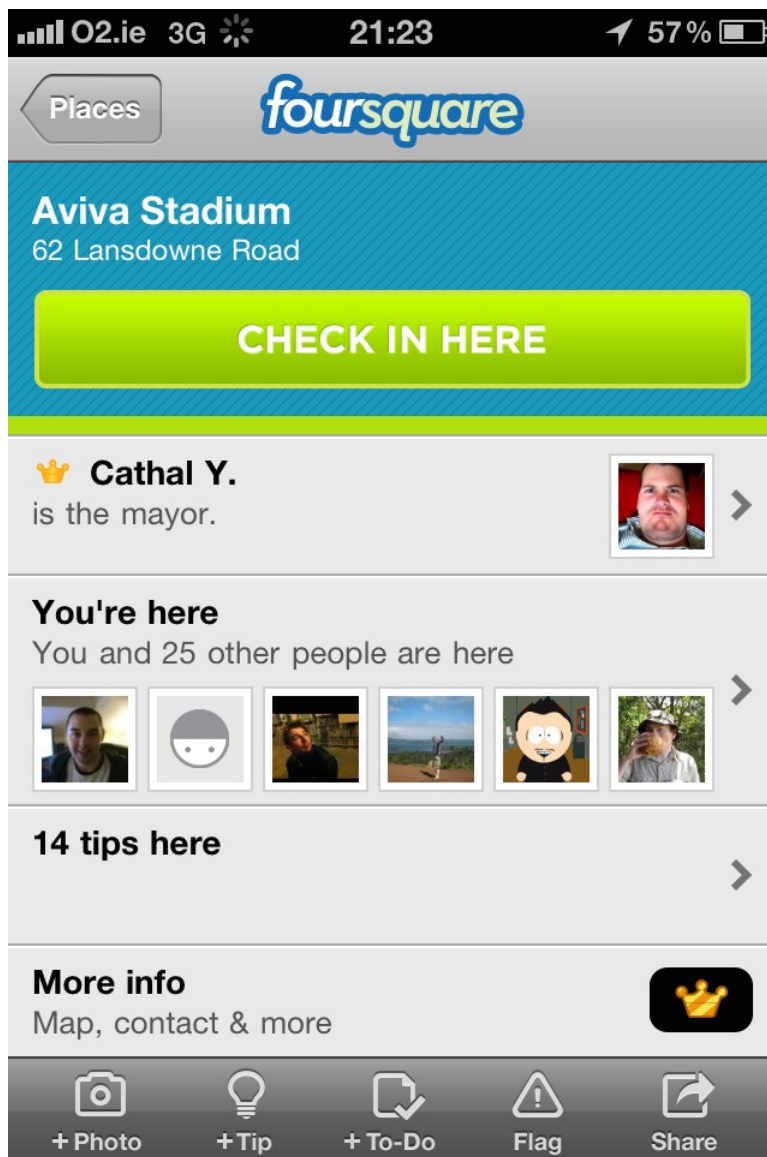 O2.ie 3G 21:23 57%
Places foursquare
Aviva Stadium
62 Lansdowne Road
CHECK IN HERE
Cathal Y.
is the mayor.
You're here
You and 25 other people are here
14 tips here
More info
Map, contact & more
+Photo +Tip +To-Do Flag Share